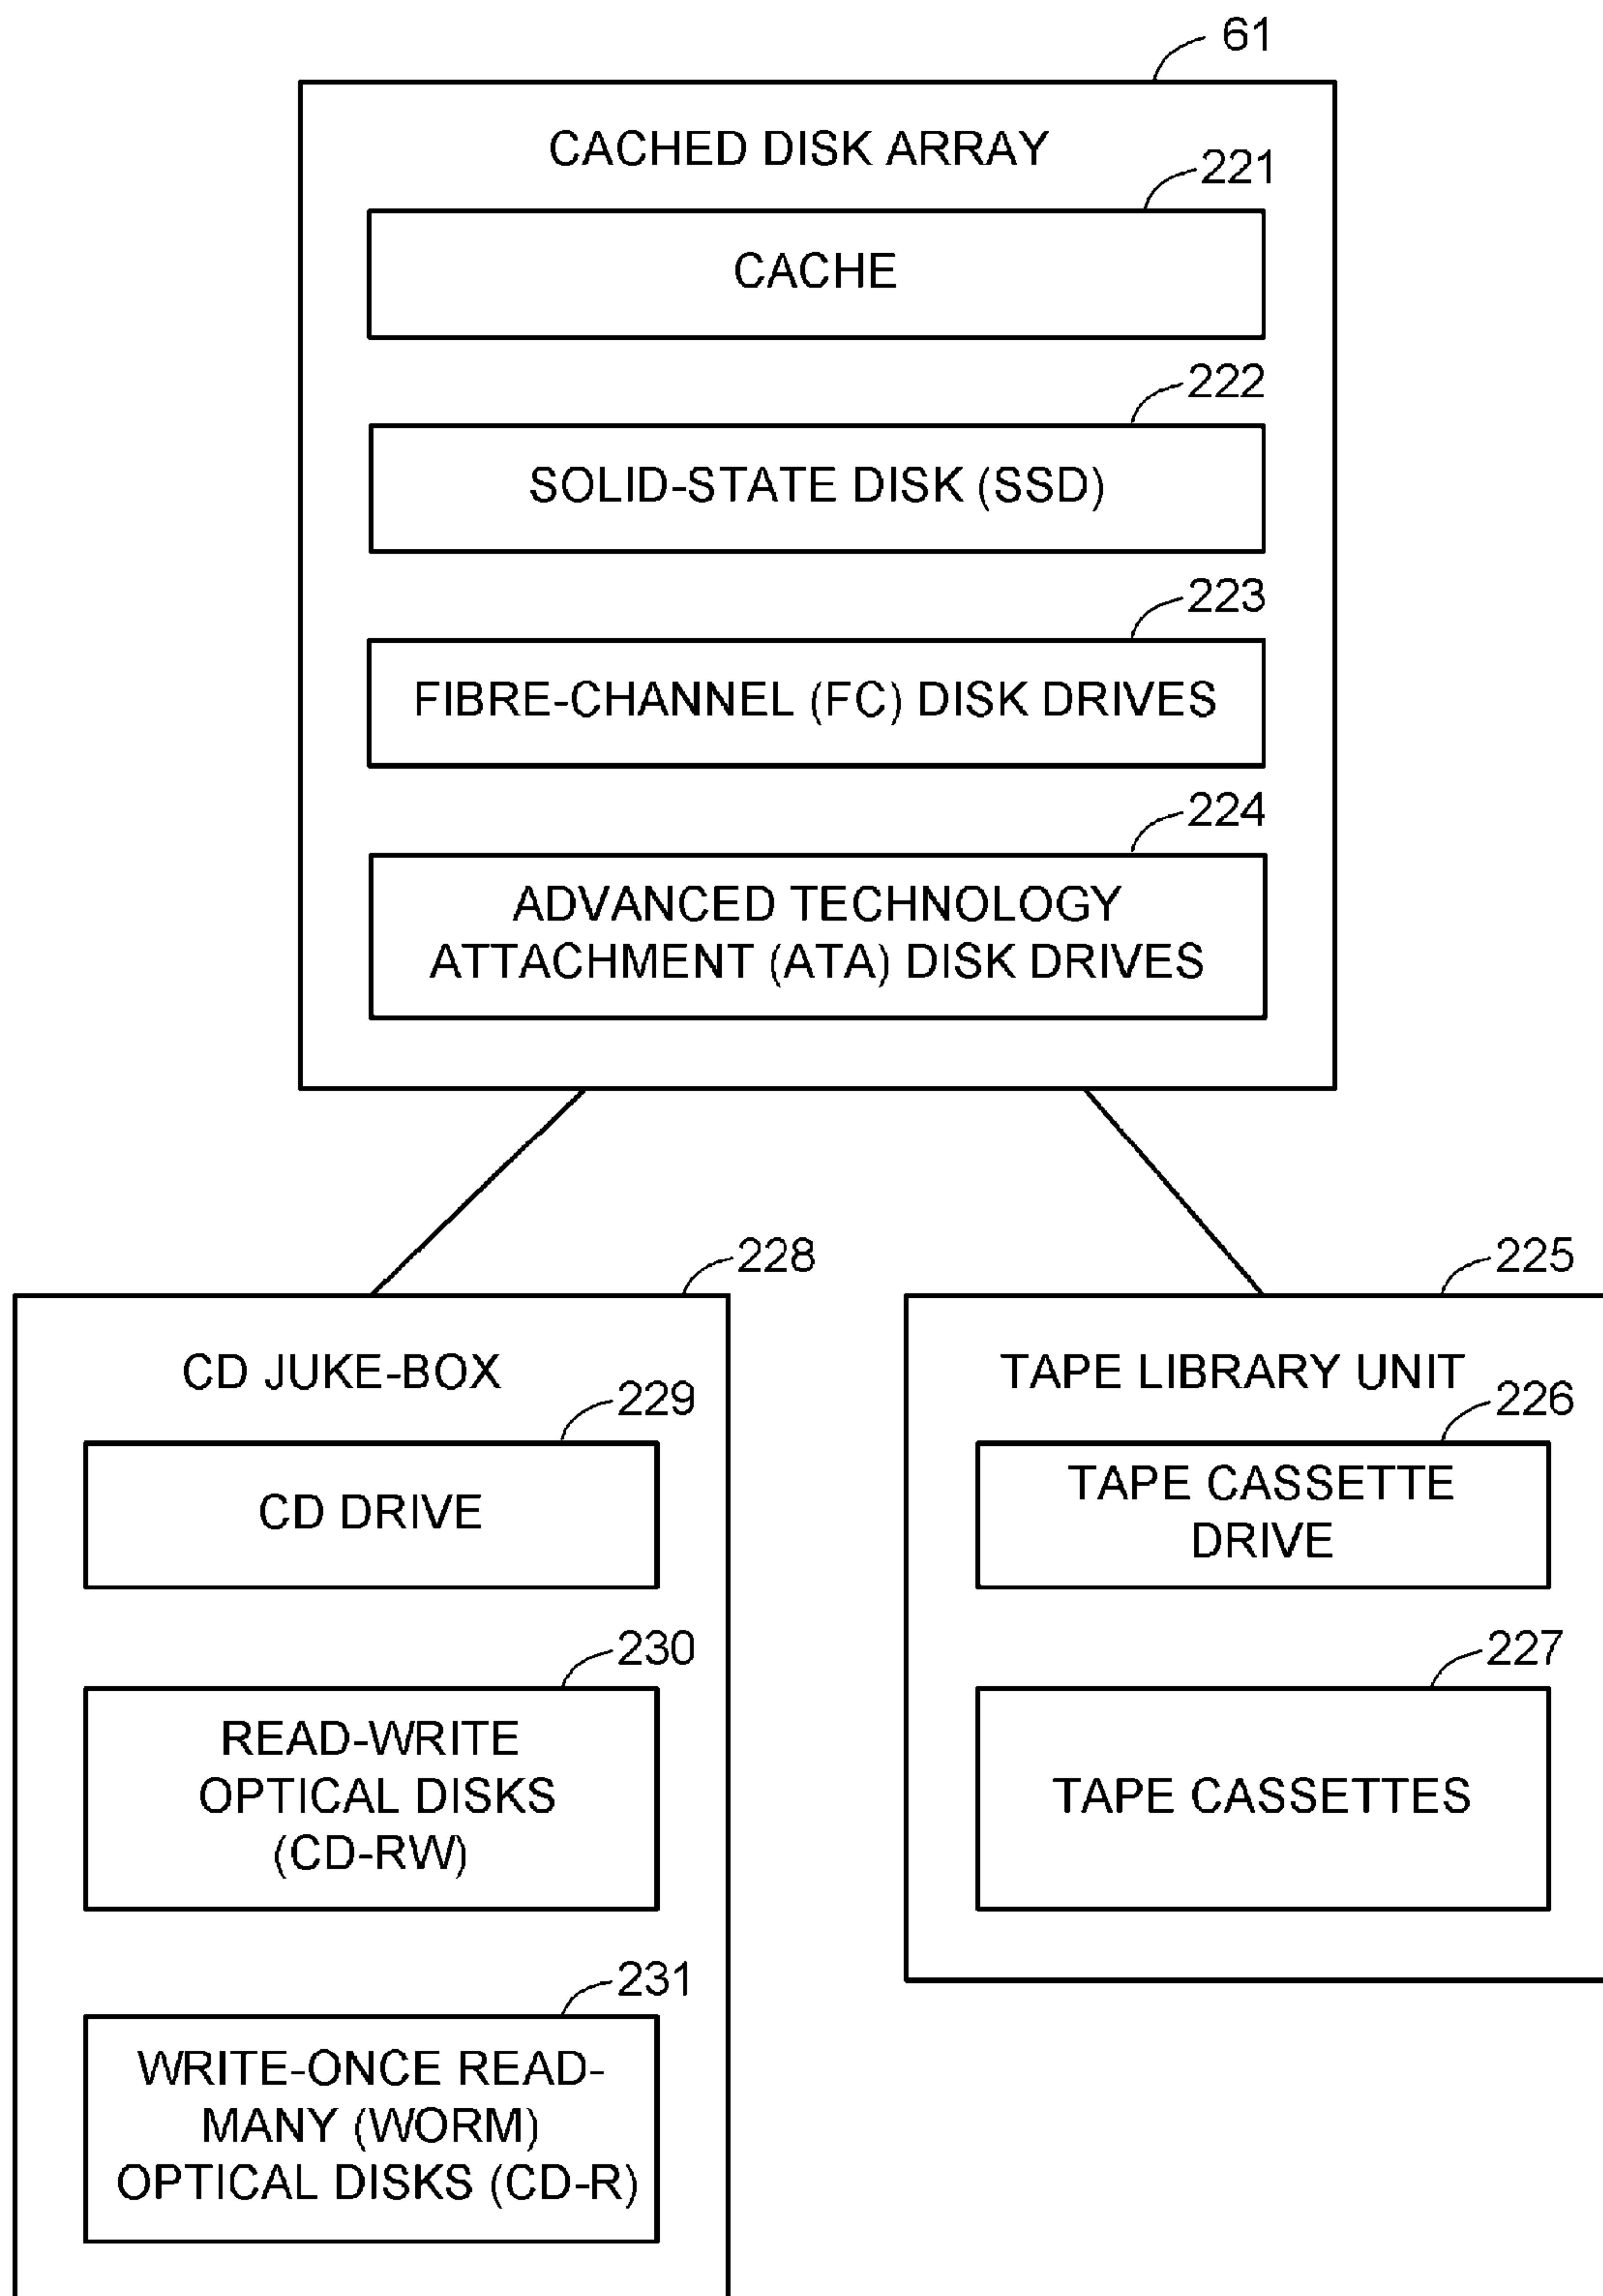 61
CACHED DISK ARRAY
221
CACHE
222
SOLID-STATE DISK (SSD)
223
FIBRE-CHANNEL (FC) DISK DRIVES
224
ADVANCED TECHNOLOGY
ATTACHMENT (ATA) DISK DRIVES
228
CD JUKE-BOX
229
CD DRIVE
230
READ-WRITE
OPTICAL DISKS
(CD-RW)
231
WRITE-ONCE READ-
MANY (WORM)
OPTICAL DISKS (CD-R)
225
TAPE LIBRARY UNIT
226
TAPE CASSETTE
DRIVE
227
TAPE CASSETTES